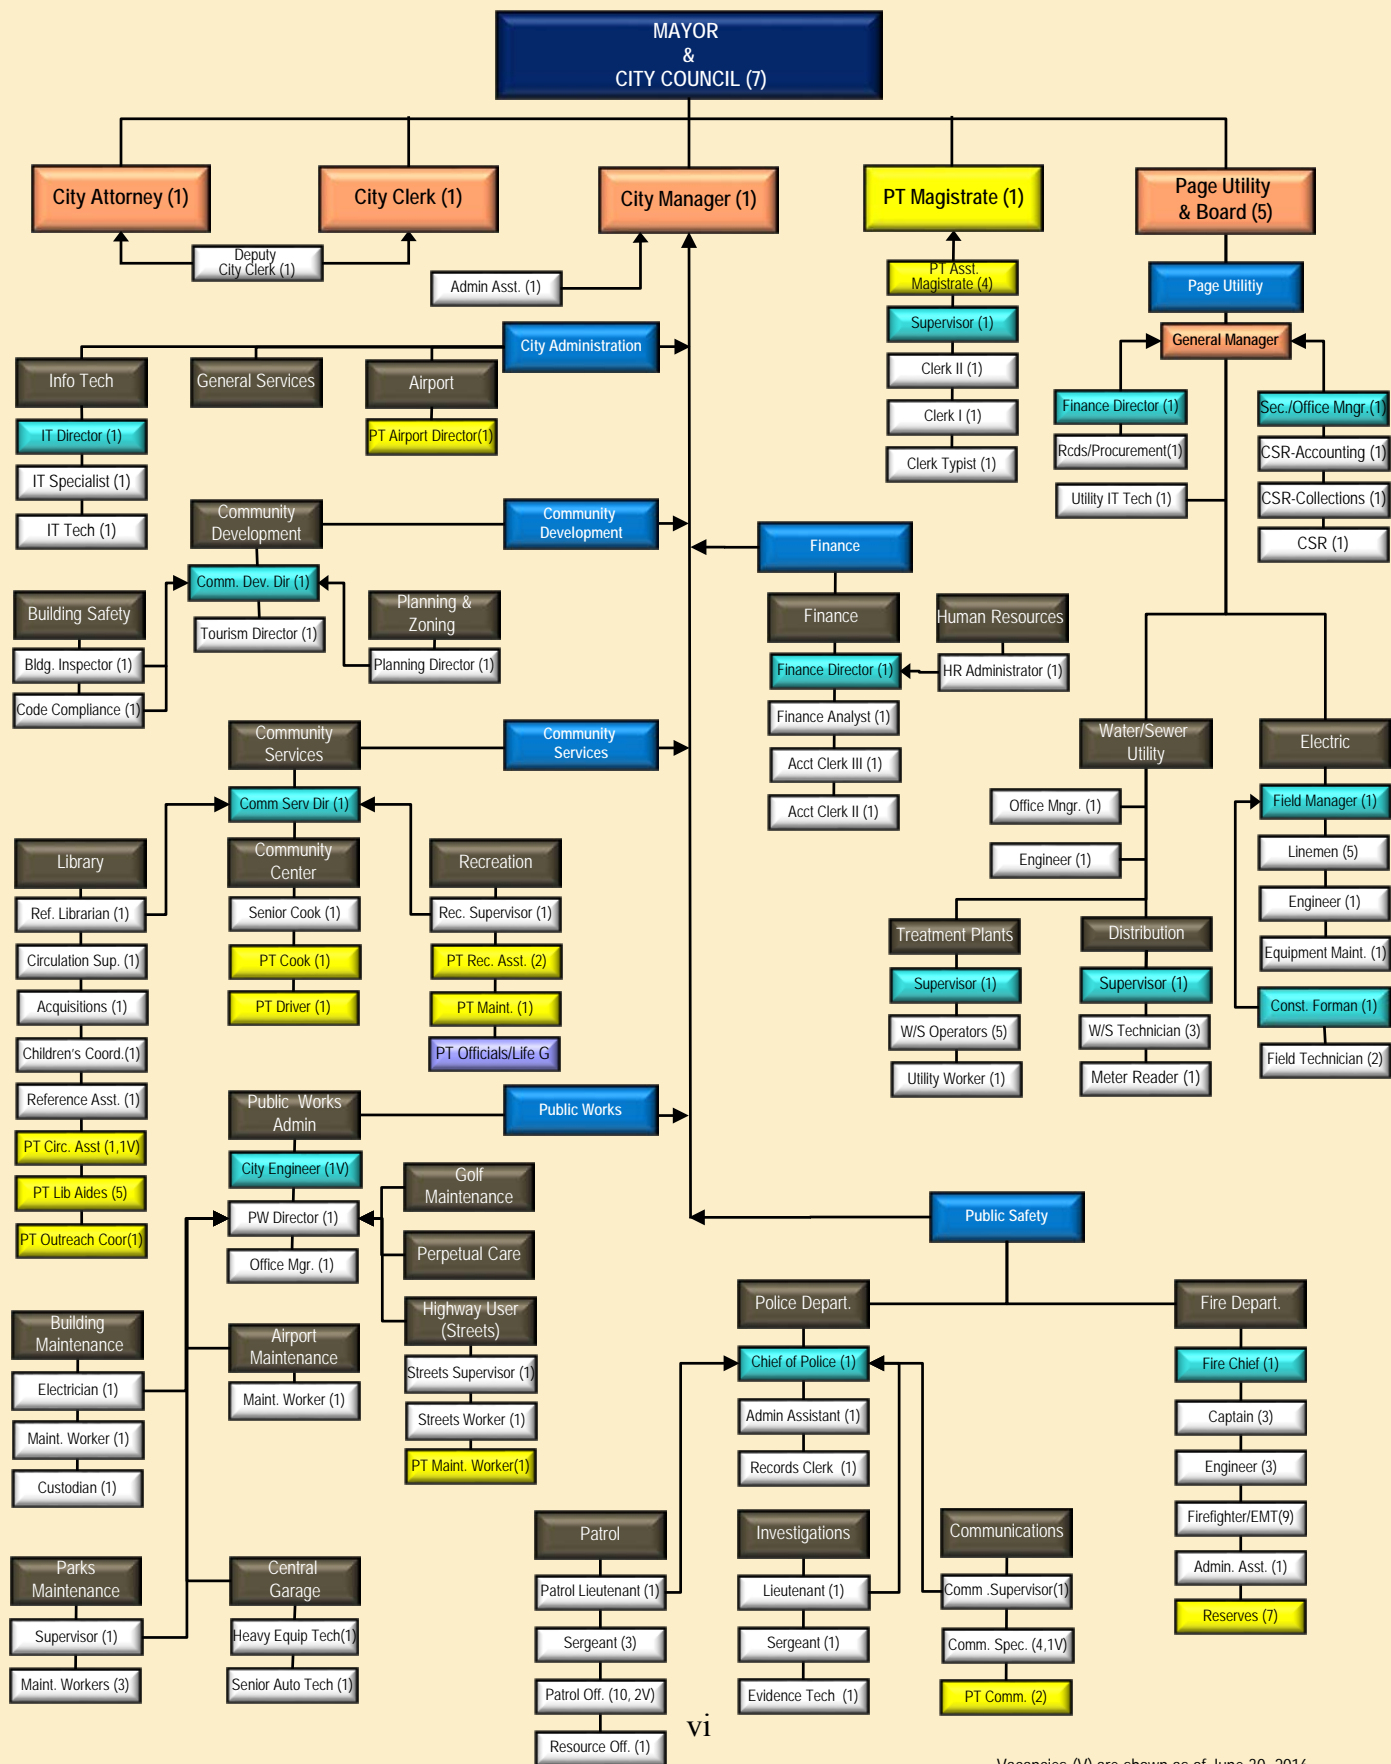 MAYOR
&
CITY COUNCIL (7)
City Attorney (1)
City Clerk (1)
City Manager (1)
PT Magistrate (1)
Page Utility
& Board (5)
Deputy
City Clerk (1)
Admin Asst. (1)
PT Asst.
Magistrate (4)
Supervisor (1)
Clerk II (1)
Clerk I (1)
Clerk Typist (1)
Page Utilitiy
General Manager
Finance Director (1)
Rcds/Procurement(1)
Utility IT Tech (1)
Sec./Office Mngr.(1)
CSR-Accounting (1)
CSR-Collections (1)
CSR (1)
City Administration
Info Tech
General Services
Airport
IT Director (1)
IT Specialist (1)
IT Tech (1)
PT Airport Director(1)
Community
Development
Community
Development
Comm. Dev. Dir (1)
Tourism Director (1)
Building Safety
Bldg. Inspector (1)
Code Compliance (1)
Planning &
Zoning
Planning Director (1)
Finance
Finance
Finance Director (1)
Finance Analyst (1)
Acct Clerk III (1)
Acct Clerk II (1)
Human Resources
HR Administrator (1)
Community
Services
Community
Services
Comm Serv Dir (1)
Library
Ref. Librarian (1)
Circulation Sup. (1)
Acquisitions (1)
Children's Coord.(1)
Reference Asst. (1)
PT Circ. Asst (1,1V)
PT Lib Aides (5)
PT Outreach Coor(1)
Community
Center
Senior Cook (1)
PT Cook (1)
PT Driver (1)
Recreation
Rec. Supervisor (1)
PT Rec. Asst. (2)
PT Maint. (1)
PT Officials/Life G
Water/Sewer
Utility
Office Mngr. (1)
Engineer (1)
Treatment Plants
Supervisor (1)
W/S Operators (5)
Utility Worker (1)
Distribution
Supervisor (1)
W/S Technician (3)
Meter Reader (1)
Electric
Field Manager (1)
Linemen (5)
Engineer (1)
Equipment Maint. (1)
Const. Forman (1)
Field Technician (2)
Public Works
Admin
Public Works
City Engineer (1V)
PW Director (1)
Office Mgr. (1)
Golf
Maintenance
Perpetual Care
Highway User
(Streets)
Streets Supervisor (1)
Streets Worker (1)
PT Maint. Worker(1)
Building
Maintenance
Electrician (1)
Maint. Worker (1)
Custodian (1)
Airport
Maintenance
Maint. Worker (1)
Parks
Maintenance
Supervisor (1)
Maint. Workers (3)
Central
Garage
Heavy Equip Tech(1)
Senior Auto Tech (1)
Public Safety
Police Depart.
Chief of Police (1)
Admin Assistant (1)
Records Clerk (1)
Patrol
Patrol Lieutenant (1)
Sergeant (3)
Patrol Off. (10, 2V)
Resource Off. (1)
Investigations
Lieutenant (1)
Sergeant (1)
Evidence Tech (1)
Communications
Comm .Supervisor(1)
Comm. Spec. (4,1V)
PT Comm. (2)
Fire Depart.
Fire Chief (1)
Captain (3)
Engineer (3)
Firefighter/EMT(9)
Admin. Asst. (1)
Reserves (7)
vi
Vacancies (V) are shown as of June 30, 2014